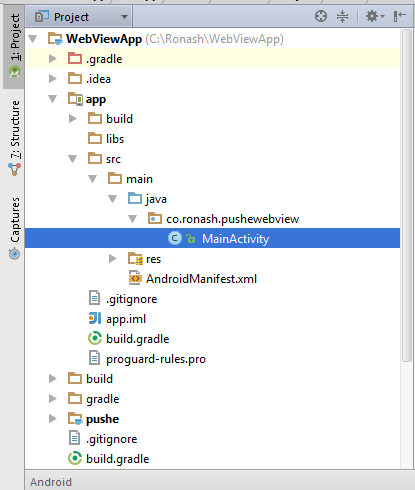 Project
WebViewApp (C:\Ronash\WebViewApp)
.gradle
.idea
app
build
libs
src
main
java
co.ronash.pushewebview
MainActivity
res
AndroidManifest.xml
.gitignore
app.iml
build.gradle
proguard-rules.pro
build
gradle
pushe
.gitignore
build.gradle
Android
1: Project
7: Structure
Captures